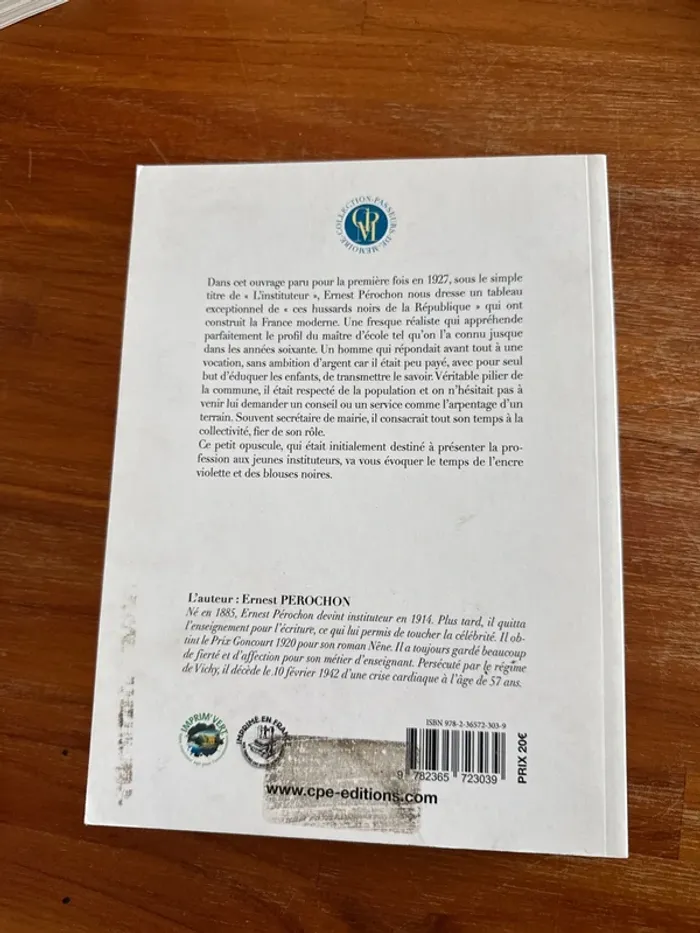 COLLECTION-PASSEURS-DE-MEMOIRE
CPM
Dans cet ouvrage paru pour la première fois en 1927, sous le simple
titre de « L'instituteur », Ernest Pérochon nous dresse un tableau
exceptionnel de « ces hussards noirs de la République » qui ont
construit la France moderne. Une fresque réaliste qui appréhende
parfaitement le profil du maître d'école tel qu'on l'a connu jusque
dans les années soixante. Un homme qui répondait avant tout à une
vocation, sans ambition d'argent car il était peu payé, avec pour seul
but d'éduquer les enfants, de transmettre le savoir. Véritable pilier de
la commune, il était respecté de la population et on n'hésitait pas à
venir lui demander un conseil ou un service comme l'arpentage d'un
terrain. Souvent secrétaire de mairie, il consacrait tout son temps à la
collectivité, fier de son rôle.
Ce petit opuscule, qui était initialement destiné à présenter la pro-
fession aux jeunes instituteurs, va vous évoquer le temps de l'encre
violette et des blouses noires.
L'auteur : Ernest PEROCHON
Né en 1885, Ernest Pérochon devint instituteur en 1914. Plus tard, il quitta
l'enseignement pour l'écriture, ce qui lui permis de toucher la célébrité. Il ob-
tint le Prix Goncourt 1920 pour son roman Nêne. Il a toujours gardé beaucoup
de fierté et d'affection pour son métier d'enseignant. Persécuté par le régime
de Vichy, il décède le 10 février 1942 d'une crise cardiaque à l'âge de 57 ans.
IMPRIM'VERT
IMPRIMÉ EN FRAN
ISBN 978-2-36572-303-9
9 782365 723039
PRIX 20€
www.cpe-editions.com